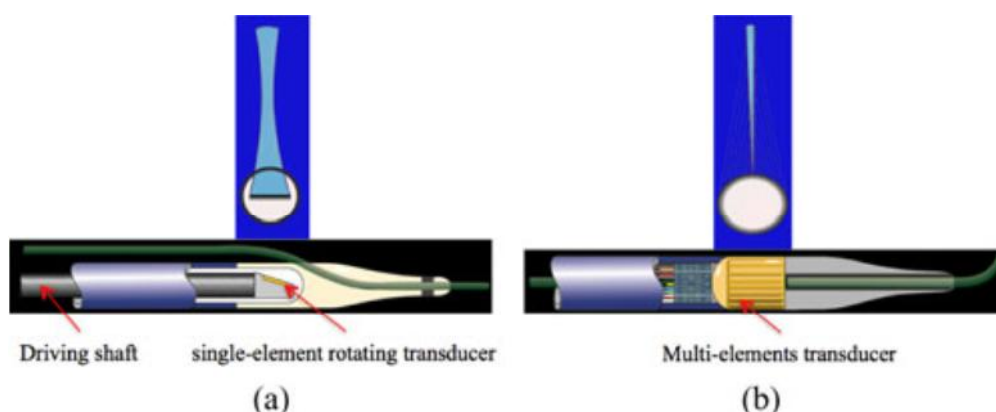 Driving shaft
single-element rotating transducer
Multi-elements transducer
(a)
(b)